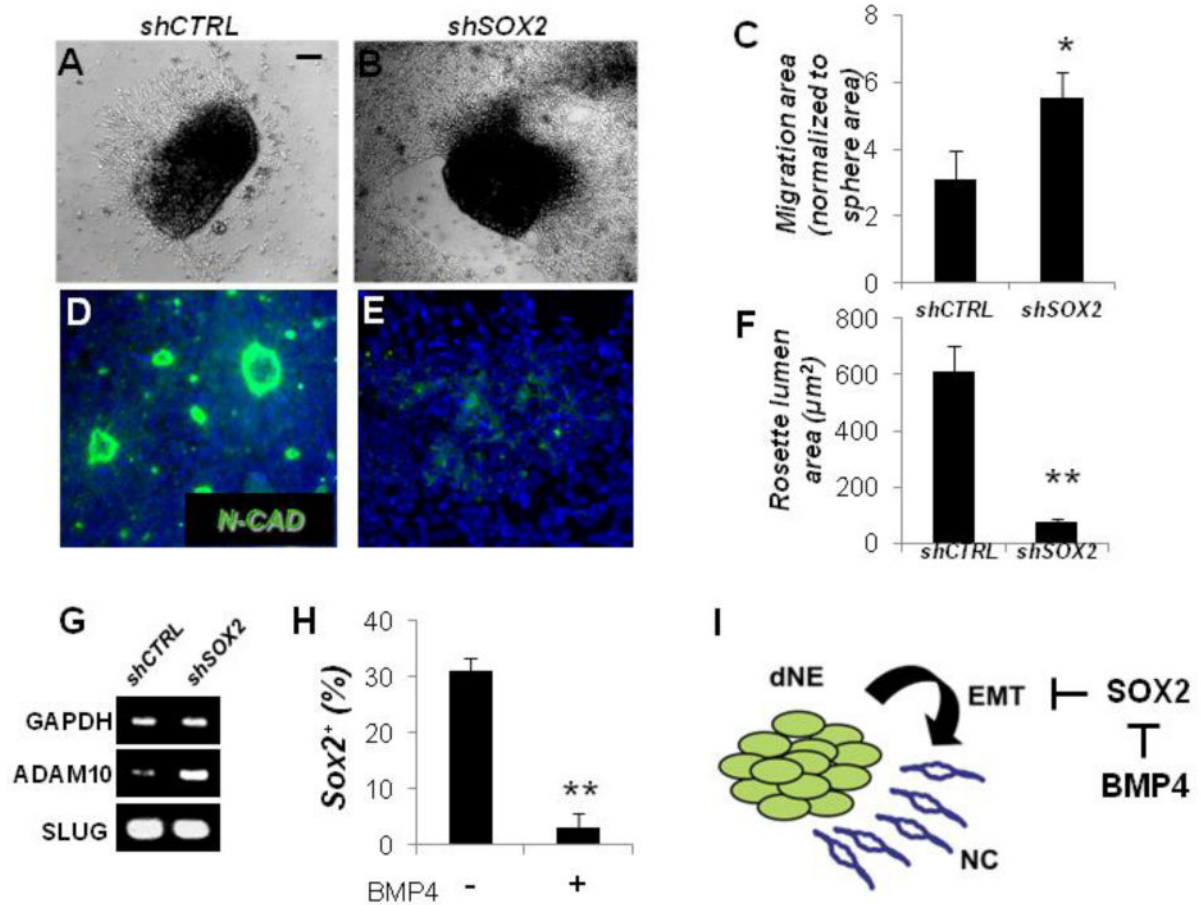 shCTRL
shSOX2
A
B
C
Migration area
(normalized to
sphere area)
8
6
4
2
0
shCTRL
shSOX2
*
D
N-CAD
E
F
Rosette lumen
area (µm²)
800
600
400
200
0
shCTRL
shSOX2
**
G
shCTRL
shSOX2
GAPDH
ADAM10
SLUG
H
Sox2⁺ (%)
40
30
20
10
0
**
BMP4 - +
I
dNE
EMT
SOX2
BMP4
NC